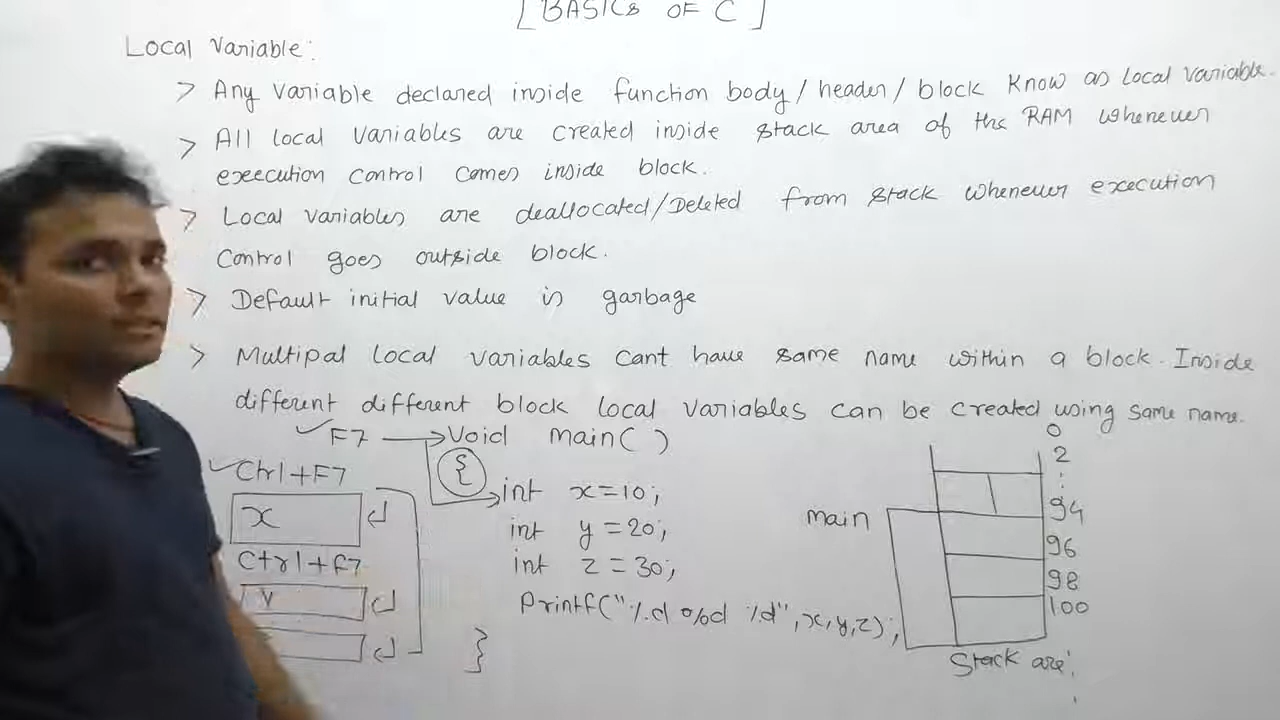 [ BASICS OF C ]
Local Variable:
> Any Variable declared inside function body/header/block Know as Local Variable.
> All local Variables are created inside stack area of the RAM whenever
execution control comes inside block.
> Local variables are deallocated/Deleted from stack whenever execution
Control goes outside block.
> Default initial value is garbage
> Multipal local variables cant have same name within a block. Inside
different different block local variables can be created using same name.
✓ F7 → Void main( )
✓ Ctrl+F7
{
int x=10;
x
int y=20;
Ctrl+F7
int z=30;
Y
Printf("%d %d %d",x,y,z);
}
main
0
2
:
94
96
98
100
Stack are